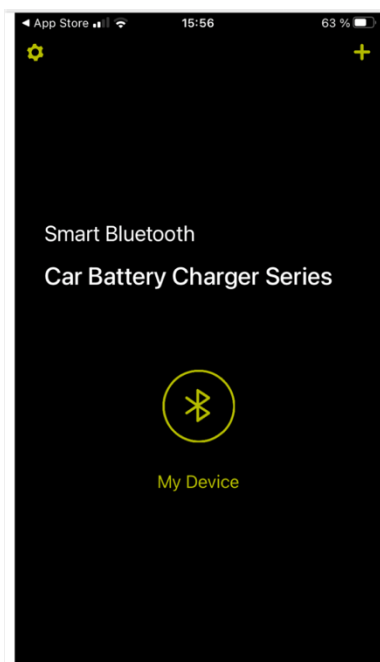 ◀ App Store 15:56 63 %
Smart Bluetooth
Car Battery Charger Series
My Device